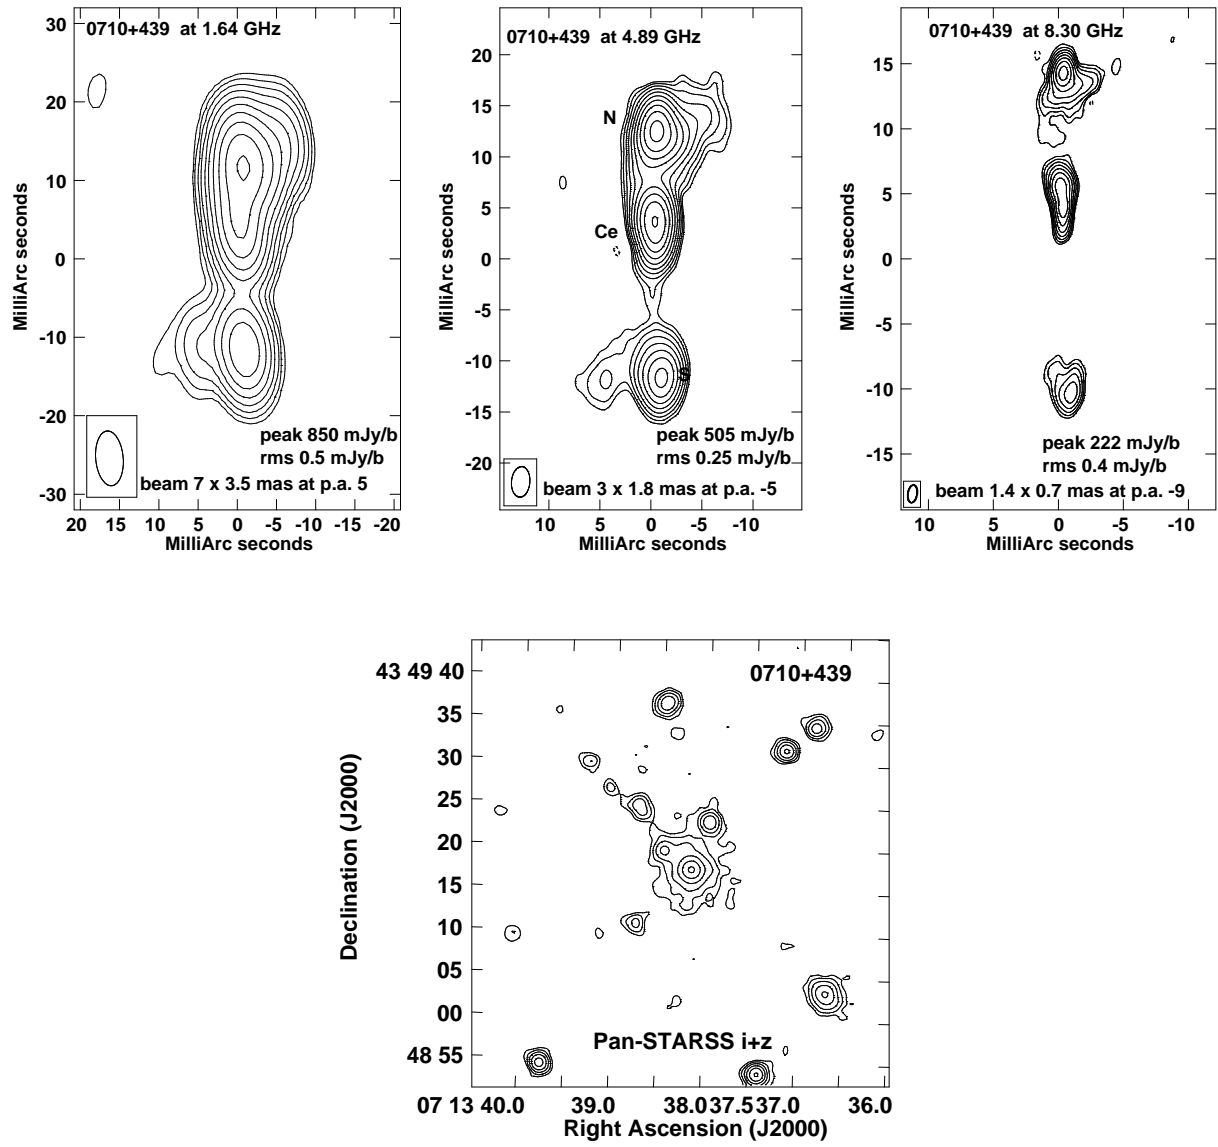 0710+439 at 1.64 GHz
30
20
10
0
-10
-20
-30
MilliArc seconds
peak 850 mJy/b
rms 0.5 mJy/b
beam 7 x 3.5 mas at p.a. 5
20 15 10 5 0 -5 -10 -15 -20
MilliArc seconds
0710+439 at 4.89 GHz
20
15
10
5
0
-5
-10
-15
-20
MilliArc seconds
N
Ce
S
peak 505 mJy/b
rms 0.25 mJy/b
beam 3 x 1.8 mas at p.a. -5
10 5 0 -5 -10
MilliArc seconds
0710+439 at 8.30 GHz
15
10
5
0
-5
-10
-15
MilliArc seconds
peak 222 mJy/b
rms 0.4 mJy/b
beam 1.4 x 0.7 mas at p.a. -9
10 5 0 -5 -10
MilliArc seconds
0710+439
43 49 40
35
30
25
20
15
10
05
00
48 55
Declination (J2000)
Pan-STARSS i+z
07 13 40.0 39.0 38.0 37.5 37.0 36.0
Right Ascension (J2000)